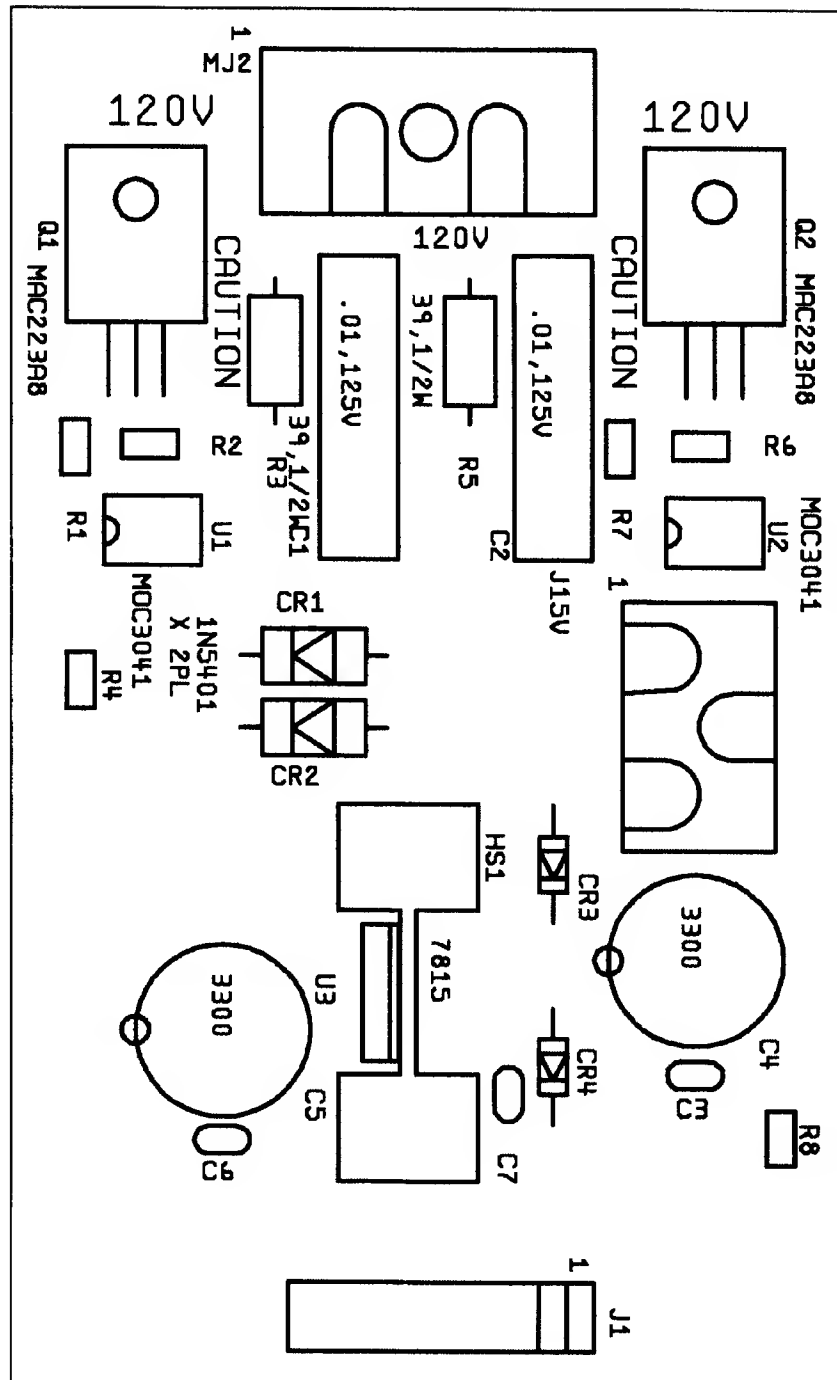 1
MJ2
120V
120V
120V
Q1 MAC223A8
CAUTION
.01,125V
39,1/2W
.01,125V
CAUTION
Q2 MAC223A8
R2
R3
39,1/2W
C1
R5
C2
R6
R1
U1
R7
U2
MOC3041
MOC3041
J15V
1
CR1
1N5401
X 2PL
R4
CR2
HS1
CR3
3300
3300
U3
7815
C4
C5
CR4
C3
C6
C7
R8
1
J1